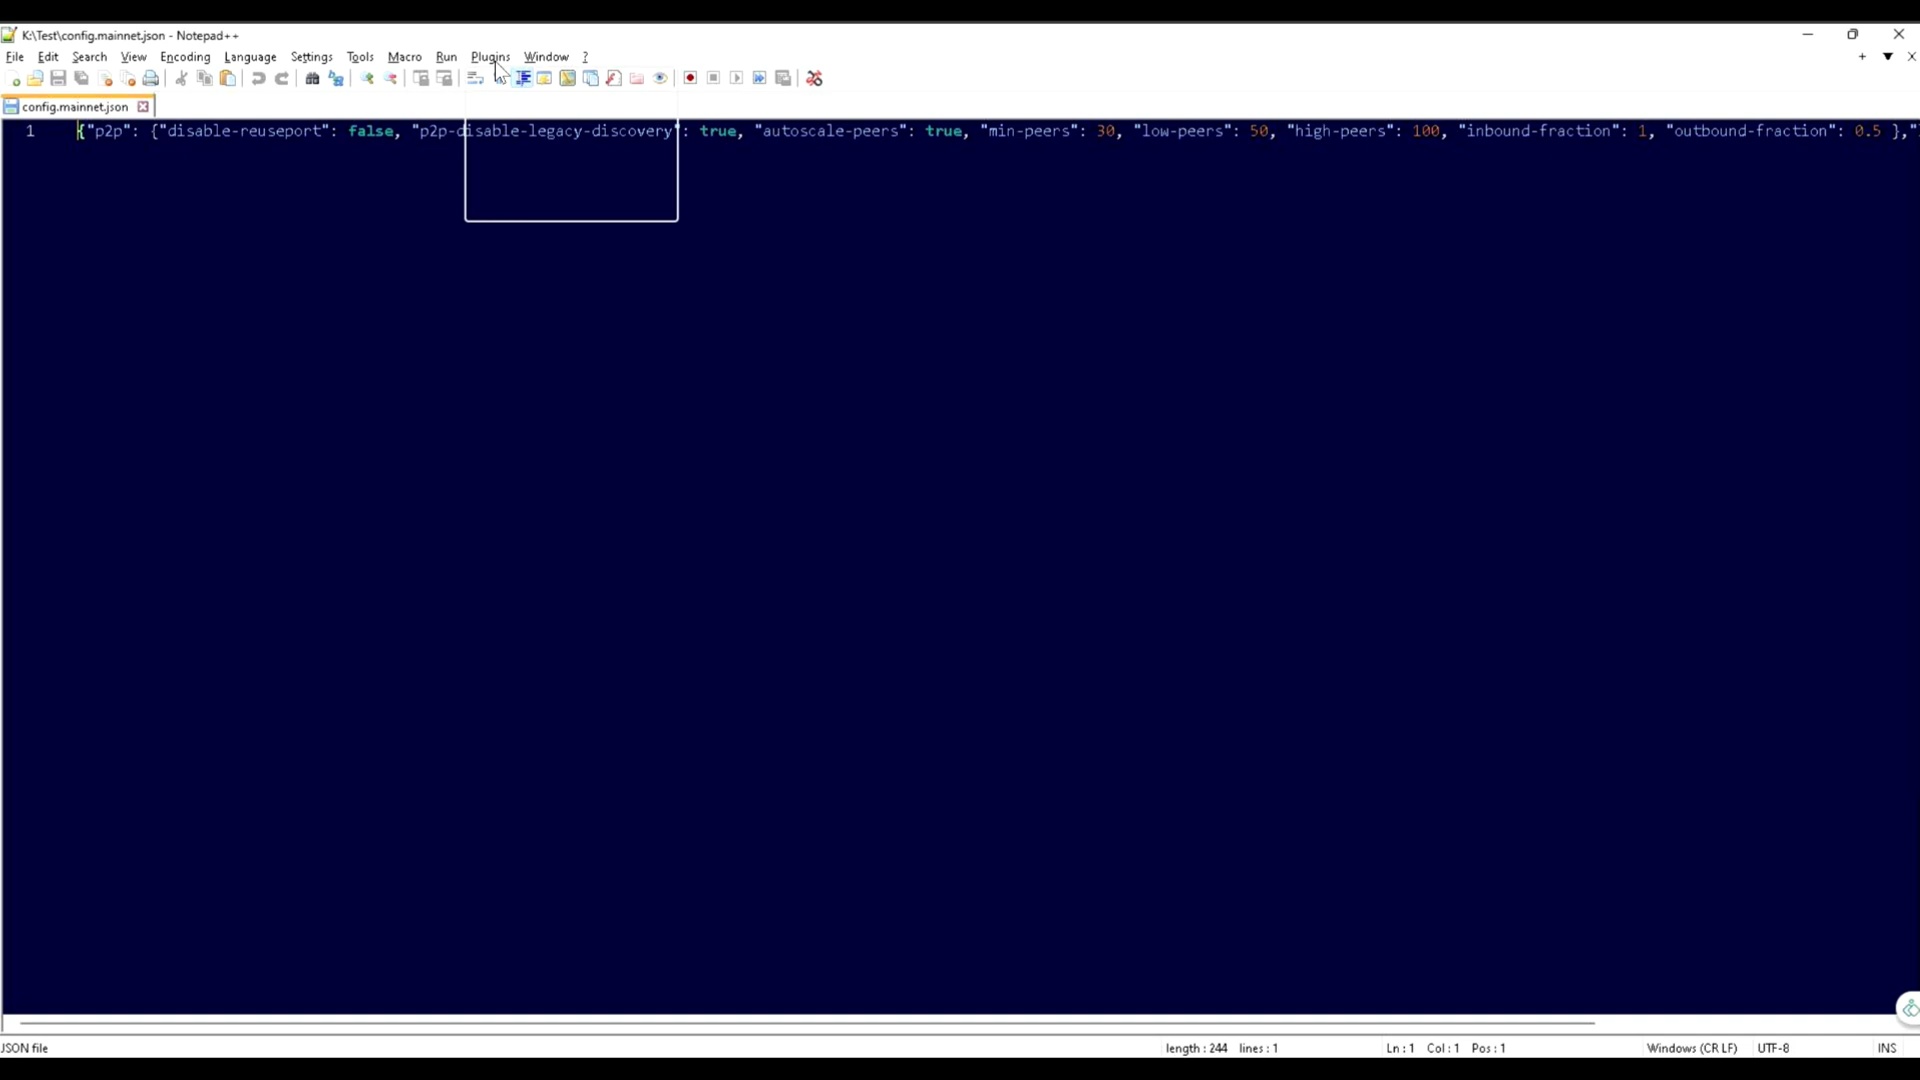 K:\Test\config.mainnet.json - Notepad++
File Edit Search View Encoding Language Settings Tools Macro Run Plugins Window ?
config.mainnet.json
1 {"p2p": {"disable-reuseport": false, "p2p-disable-legacy-discovery": true, "autoscale-peers": true, "min-peers": 30, "low-peers": 50, "high-peers": 100, "inbound-fraction": 1, "outbound-fraction": 0.5 },"
JSON file length : 244 lines : 1 Ln : 1 Col : 1 Pos : 1 Windows (CR LF) UTF-8 INS